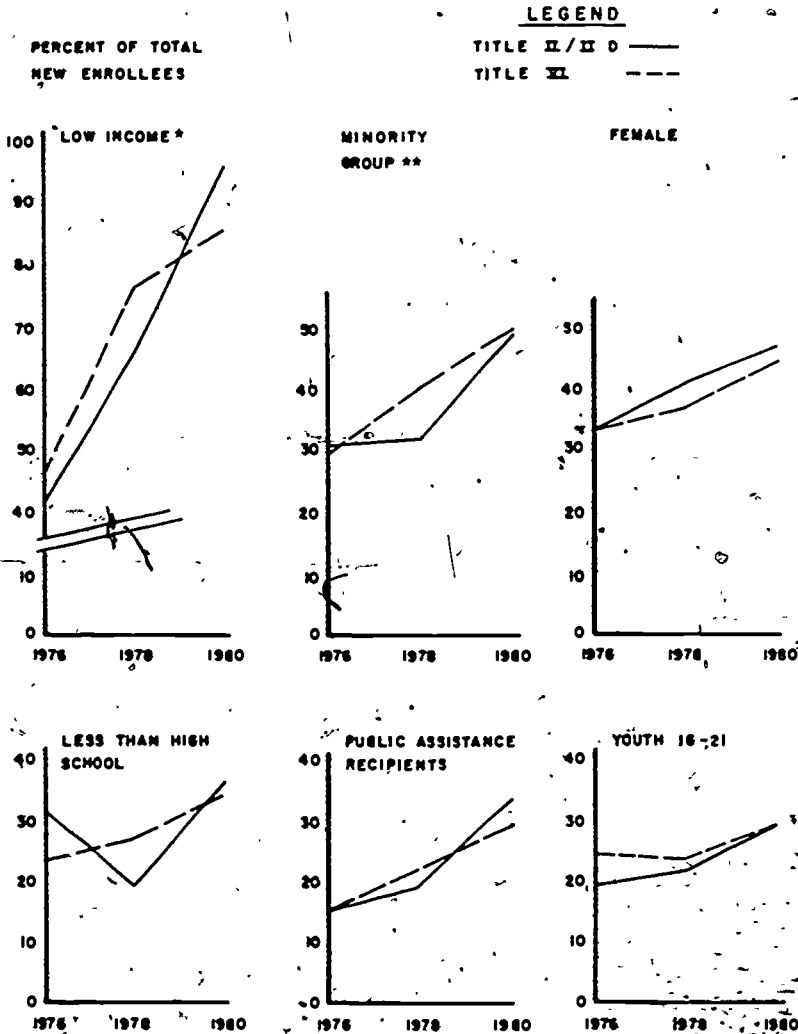 LEGEND
TITLE II/II D
TITLE VI
PERCENT OF TOTAL
NEW ENROLLEES
LOW INCOME*
100
90
80
70
60
50
40
10
0
1976 1978 1980
MINORITY
GROUP **
50
40
30
20
10
0
1976 1978 1980
FEMALE
50
40
30
20
10
0
1976 1978 1980
LESS THAN HIGH
SCHOOL
40
30
20
10
0
1976 1978 1980
PUBLIC ASSISTANCE
RECIPIENTS
40
30
20
10
0
1976 1978 1980
YOUTH 16-21
40
30
20
10
0
1976 1978 1980